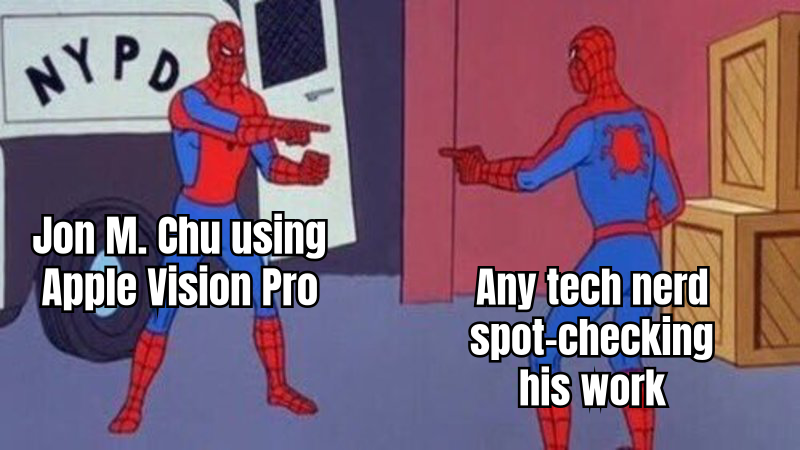 NYPD
Jon M. Chu using
Apple Vision Pro
Any tech nerd
spot-checking
his work